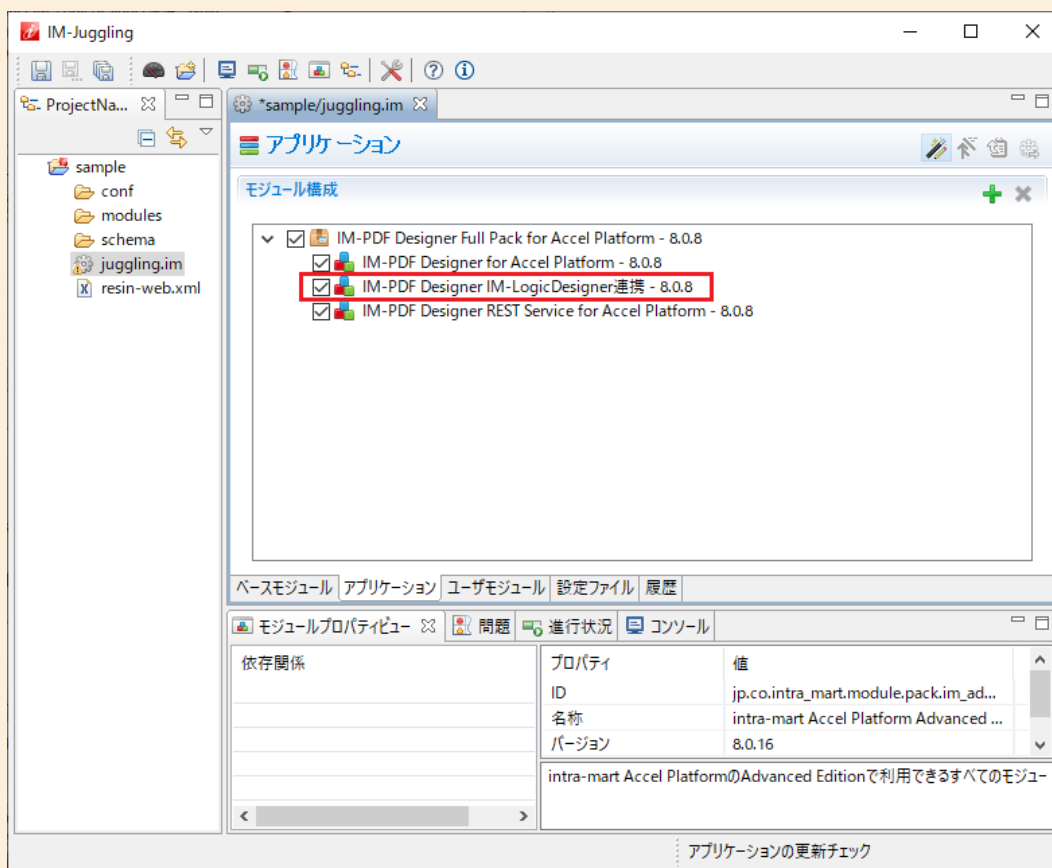 IM-Juggling
ProjectNa...
*sample/juggling.im
sample
conf
modules
schema
juggling.im
resin-web.xml
アプリケーション
モジュール構成
IM-PDF Designer Full Pack for Accel Platform - 8.0.8
IM-PDF Designer for Accel Platform - 8.0.8
IM-PDF Designer IM-LogicDesigner連携 - 8.0.8
IM-PDF Designer REST Service for Accel Platform - 8.0.8
ベースモジュール アプリケーション ユーザモジュール 設定ファイル 履歴
モジュールプロパティビュー 問題 進行状況 コンソール
依存関係
プロパティ 値
ID jp.co.intra_mart.module.pack.im_ad...
名称 intra-mart Accel Platform Advanced ...
バージョン 8.0.16
intra-mart Accel PlatformのAdvanced Editionで利用できるすべてのモジュー
アプリケーションの更新チェック